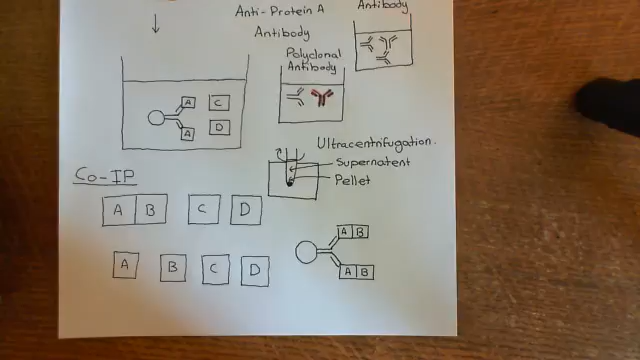 Anti-Protein A
Antibody
Antibody
Polyclonal
Antibody
A
C
A
D
Ultracentrifugation.
Supernatent
Pellet
Co-IP
A B C D
A B
A B C D
A B